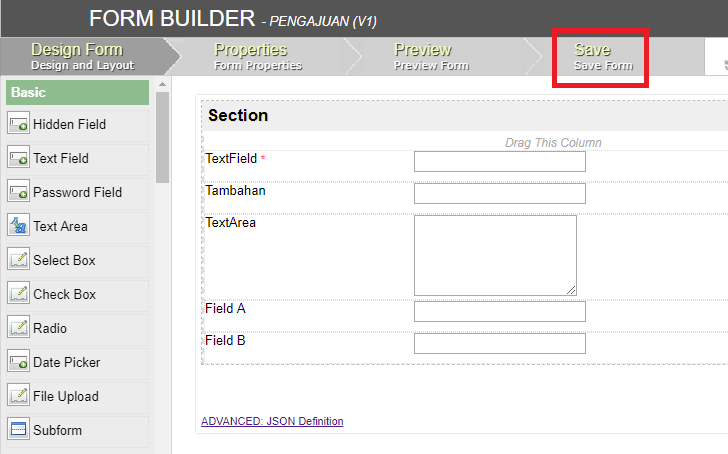 FORM BUILDER - PENGAJUAN (V1)
Design Form
Design and Layout
Properties
Form Properties
Preview
Preview Form
Save
Save Form
Basic
Hidden Field
Text Field
Password Field
Text Area
Select Box
Check Box
Radio
Date Picker
File Upload
Subform
Section
Drag This Column
TextField *
Tambahan
TextArea
Field A
Field B
ADVANCED: JSON Definition